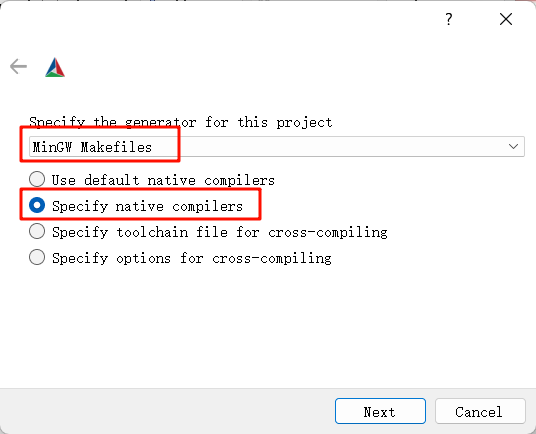 ?
Specify the generator for this project
MinGW Makefiles
Use default native compilers
Specify native compilers
Specify toolchain file for cross-compiling
Specify options for cross-compiling
Next
Cancel